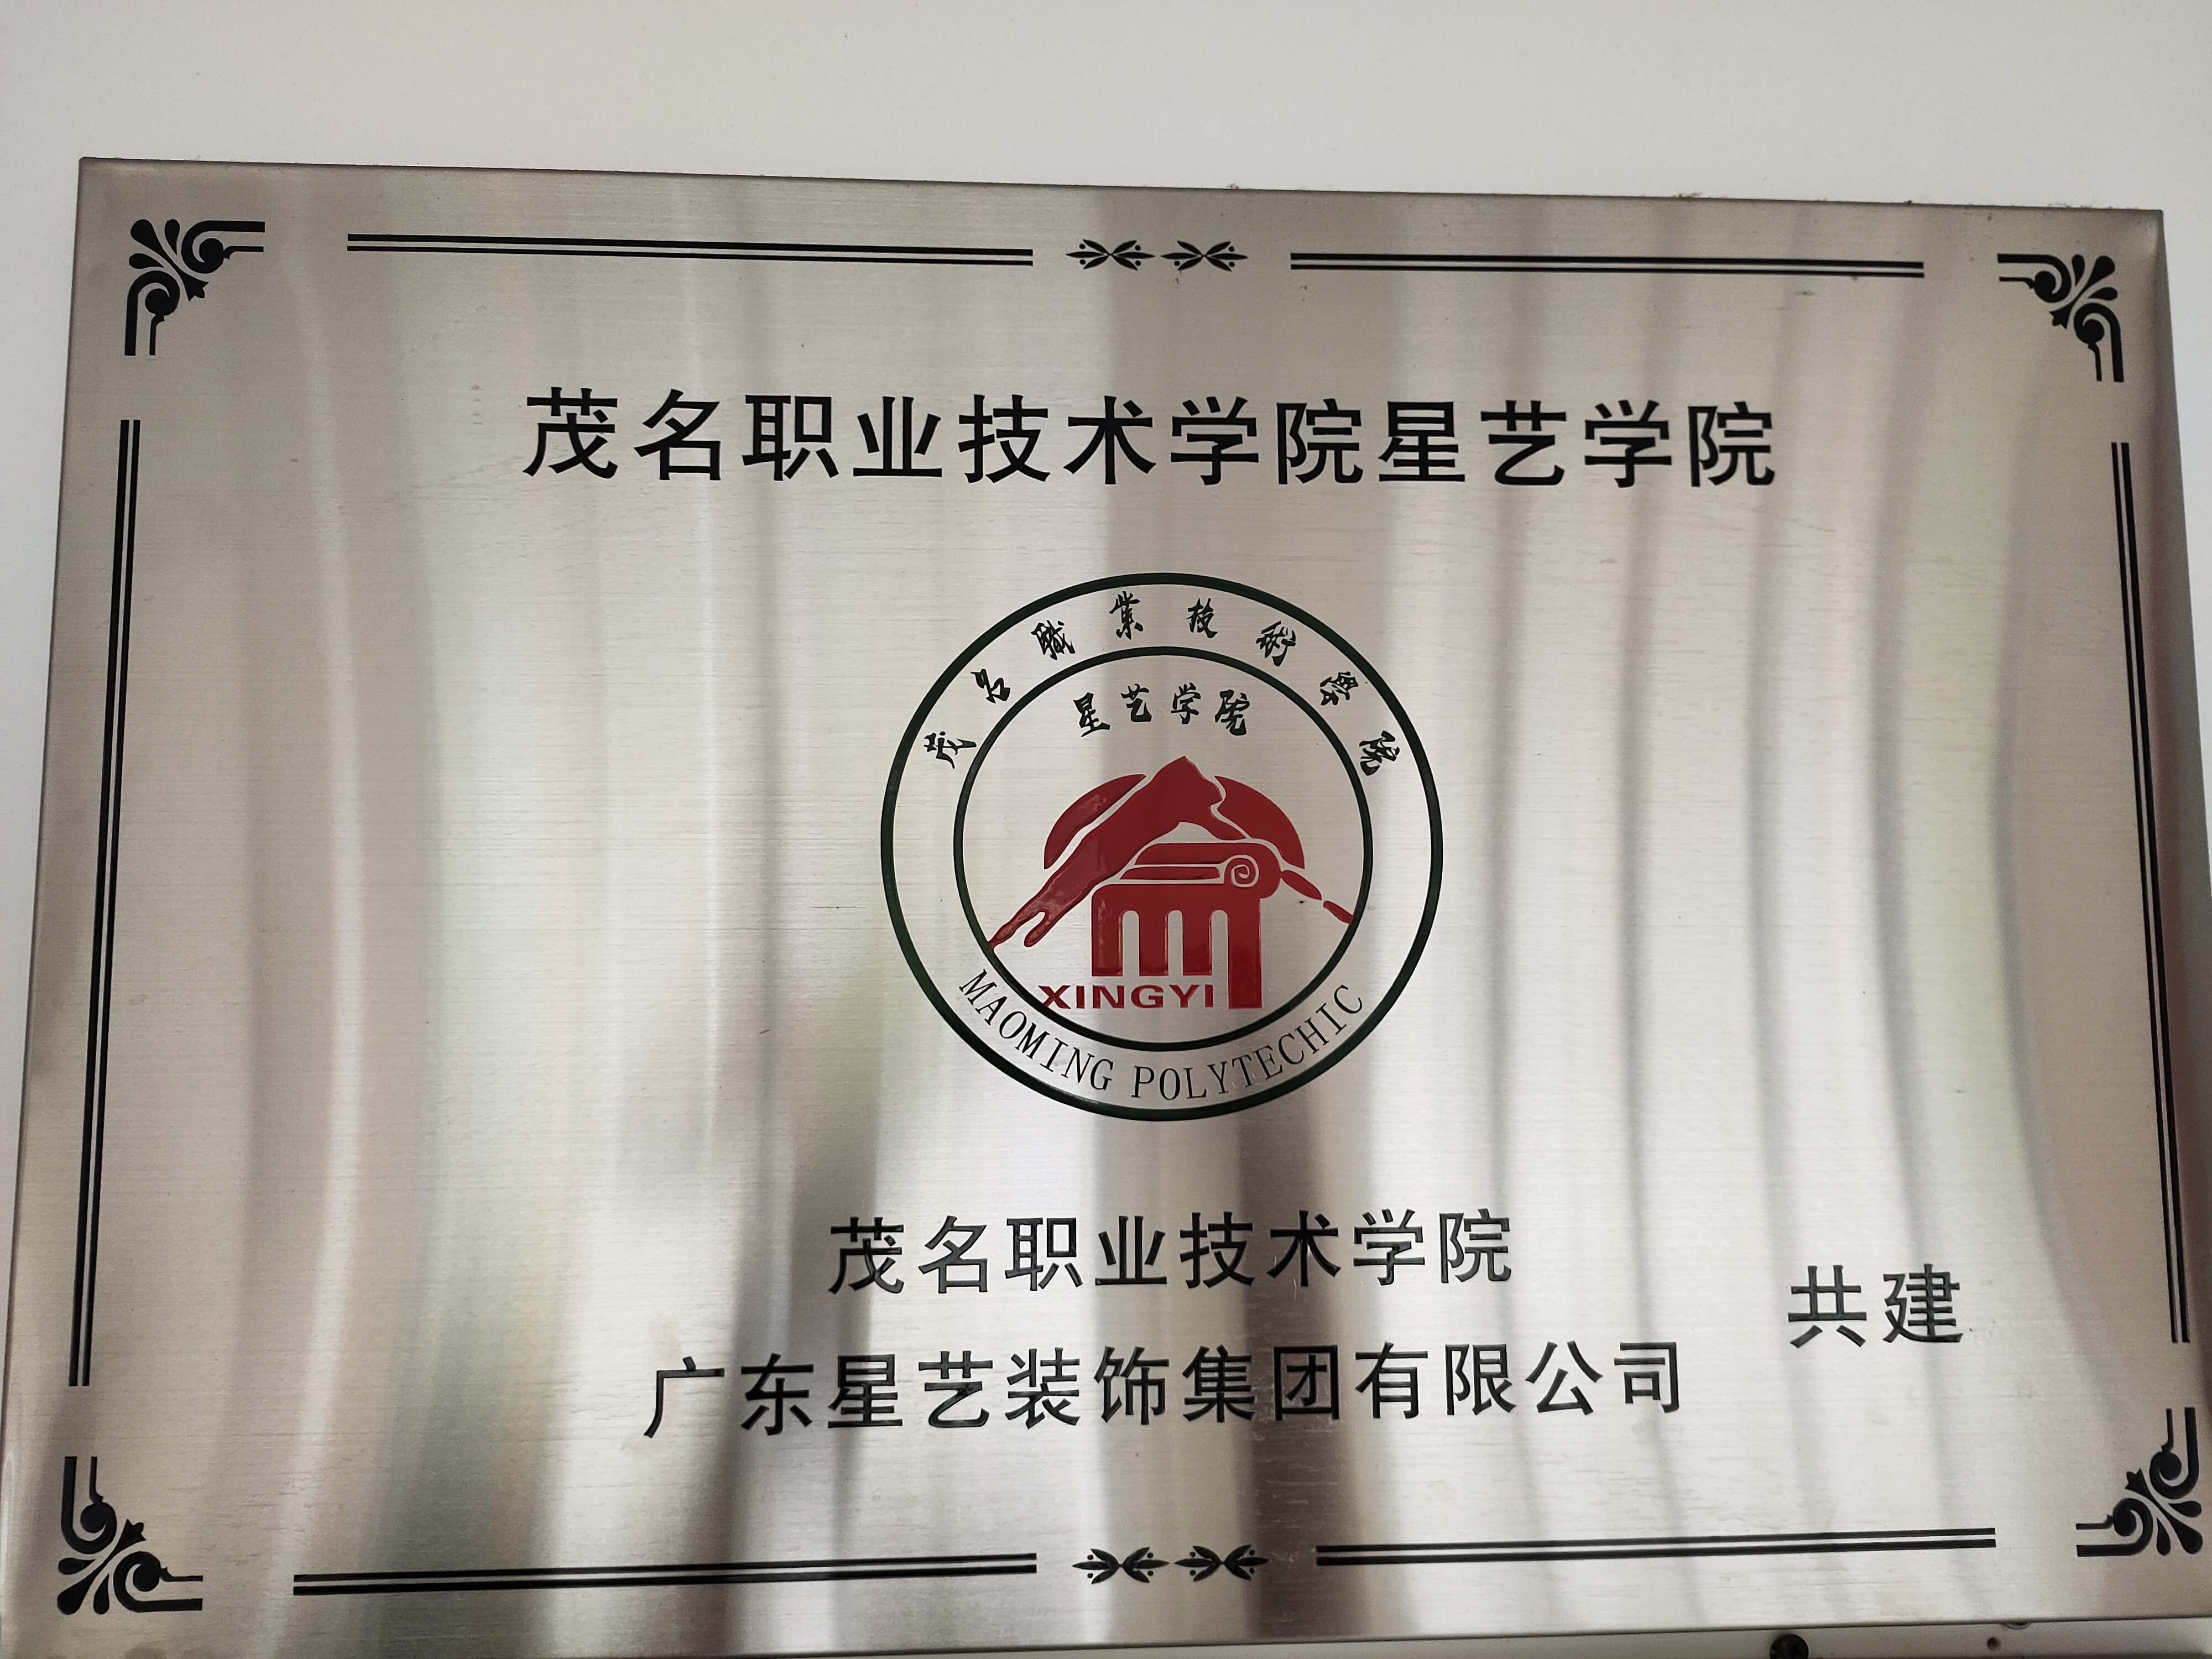 茂名职业技术学院星艺学院
茂名職業技術學院
星艺学院
XINGYI
MAOMING POLYTECHIC
茂名职业技术学院
广东星艺装饰集团有限公司
共建